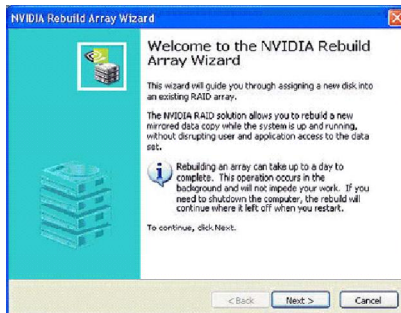 NVIDIA Rebuild Array Wizard
Welcome to the NVIDIA Rebuild
Array Wizard
This wizard will guide you through assigning a new disk into
an existing RAID array.
The NVIDIA RAID solution allows you to rebuild a new
mirrored data copy while the system is up and running,
without disrupting user and application access to the data
set.
Rebuilding an array can take up to a day to
complete. This operation occurs in the
background and will not impede your work. If you
need to shutdown the computer, the rebuild will
continue where it left off when you restart.
To continue, click Next.
< Back
Next >
Cancel